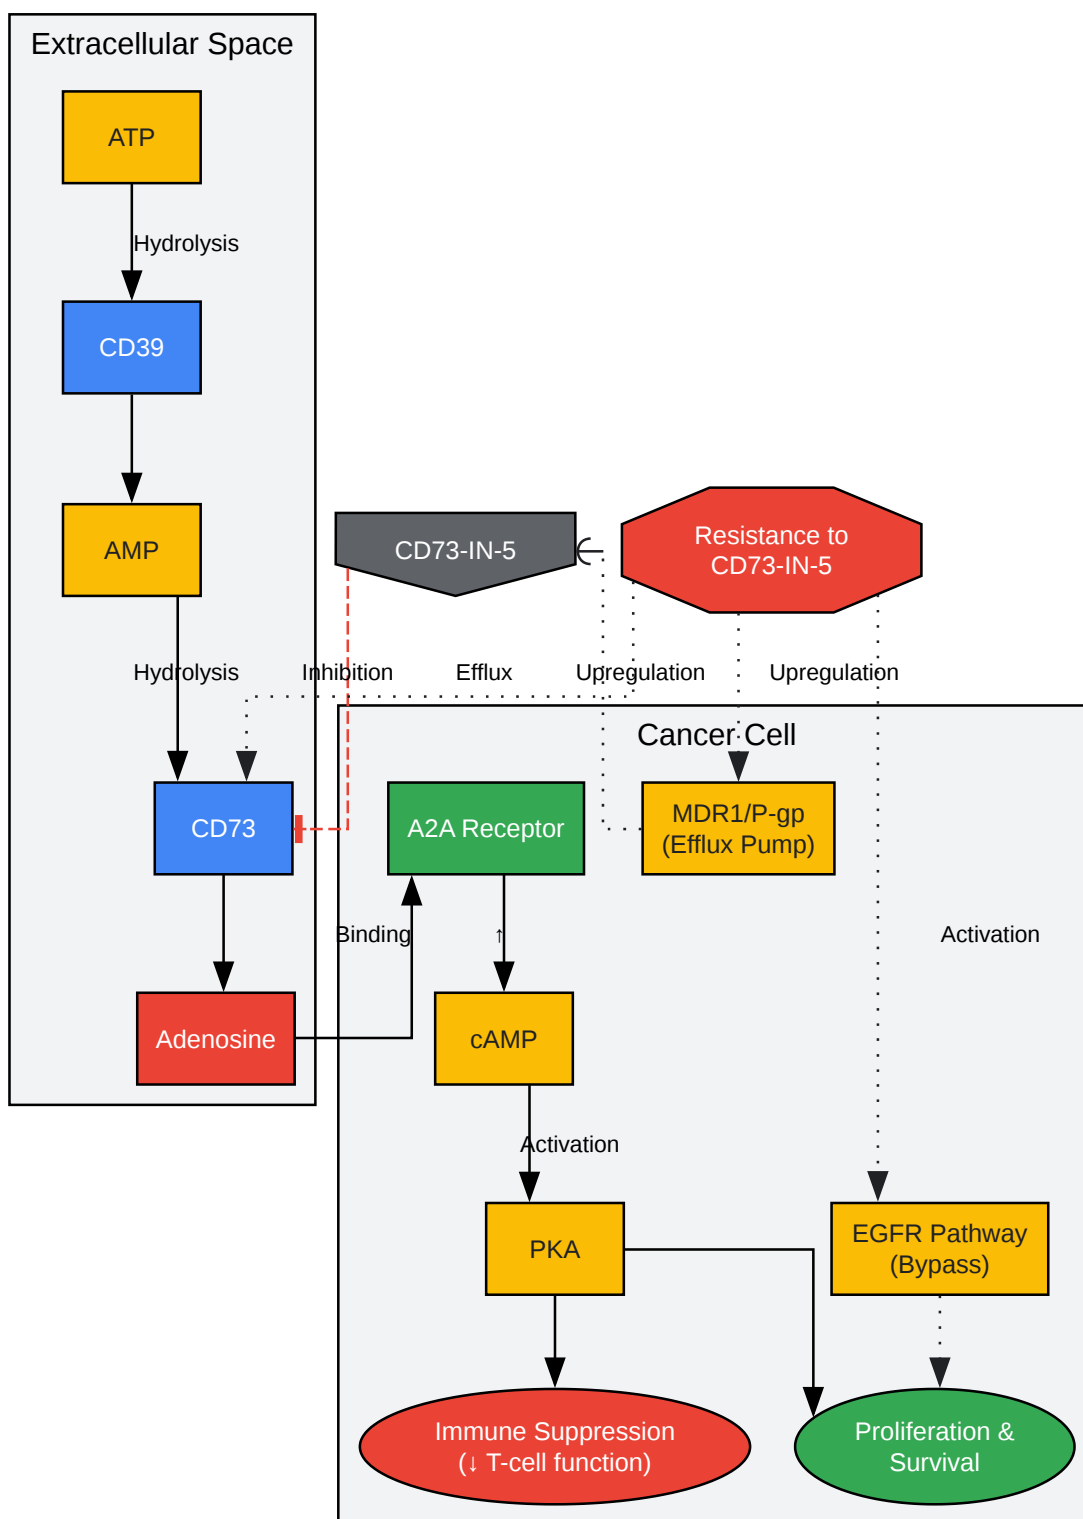 Extracellular Space
ATP
Hydrolysis
CD39
AMP
CD73-IN-5
Resistance to
CD73-IN-5
Hydrolysis
Inhibition
Efflux
Upregulation
Upregulation
Cancer Cell
CD73
A2A Receptor
MDR1/P-gp
(Efflux Pump)
Binding
↑
Activation
Adenosine
cAMP
Activation
PKA
EGFR Pathway
(Bypass)
Immune Suppression
(↓ T-cell function)
Proliferation &
Survival